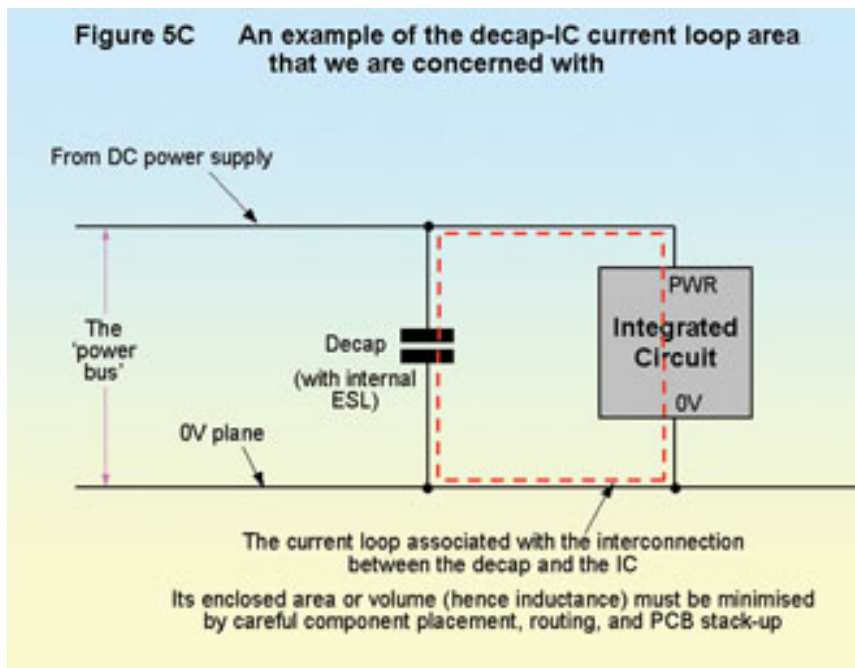 Figure 5C An example of the decap-IC current loop area
that we are concerned with
From DC power supply
PWR
Integrated
Circuit
0V
The
'power
bus'
Decap
(with internal
ESL)
0V plane
The current loop associated with the interconnection
between the decap and the IC
Its enclosed area or volume (hence inductance) must be minimised
by careful component placement, routing, and PCB stack-up